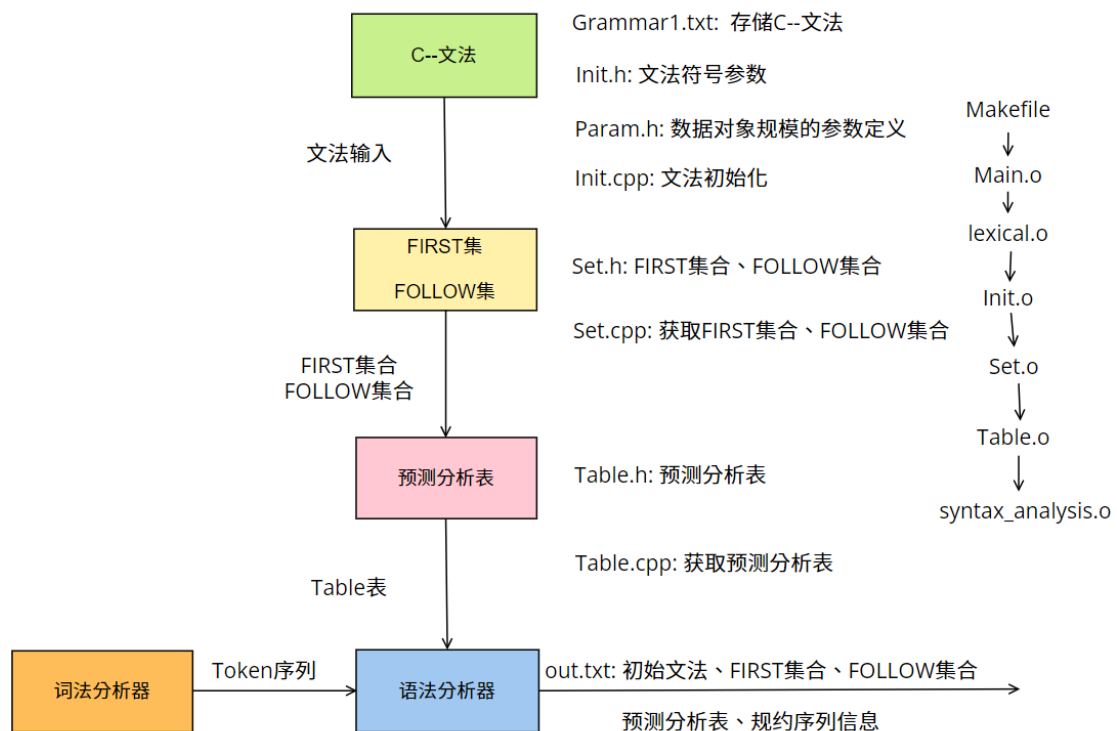 Grammar1.txt: 存储C--文法
C--文法
Init.h: 文法符号参数
Makefile
Param.h: 数据对象规模的参数定义
文法输入
Main.o
Init.cpp: 文法初始化
lexical.o
FIRST集
FOLLOW集
Set.h: FIRST集合、FOLLOW集合
Init.o
Set.cpp: 获取FIRST集合、FOLLOW集合
FIRST集合
FOLLOW集合
Set.o
Table.o
预测分析表
Table.h: 预测分析表
syntax_analysis.o
Table.cpp: 获取预测分析表
Table表
词法分析器
Token序列
语法分析器
out.txt: 初始文法、FIRST集合、FOLLOW集合
预测分析表、规约序列信息